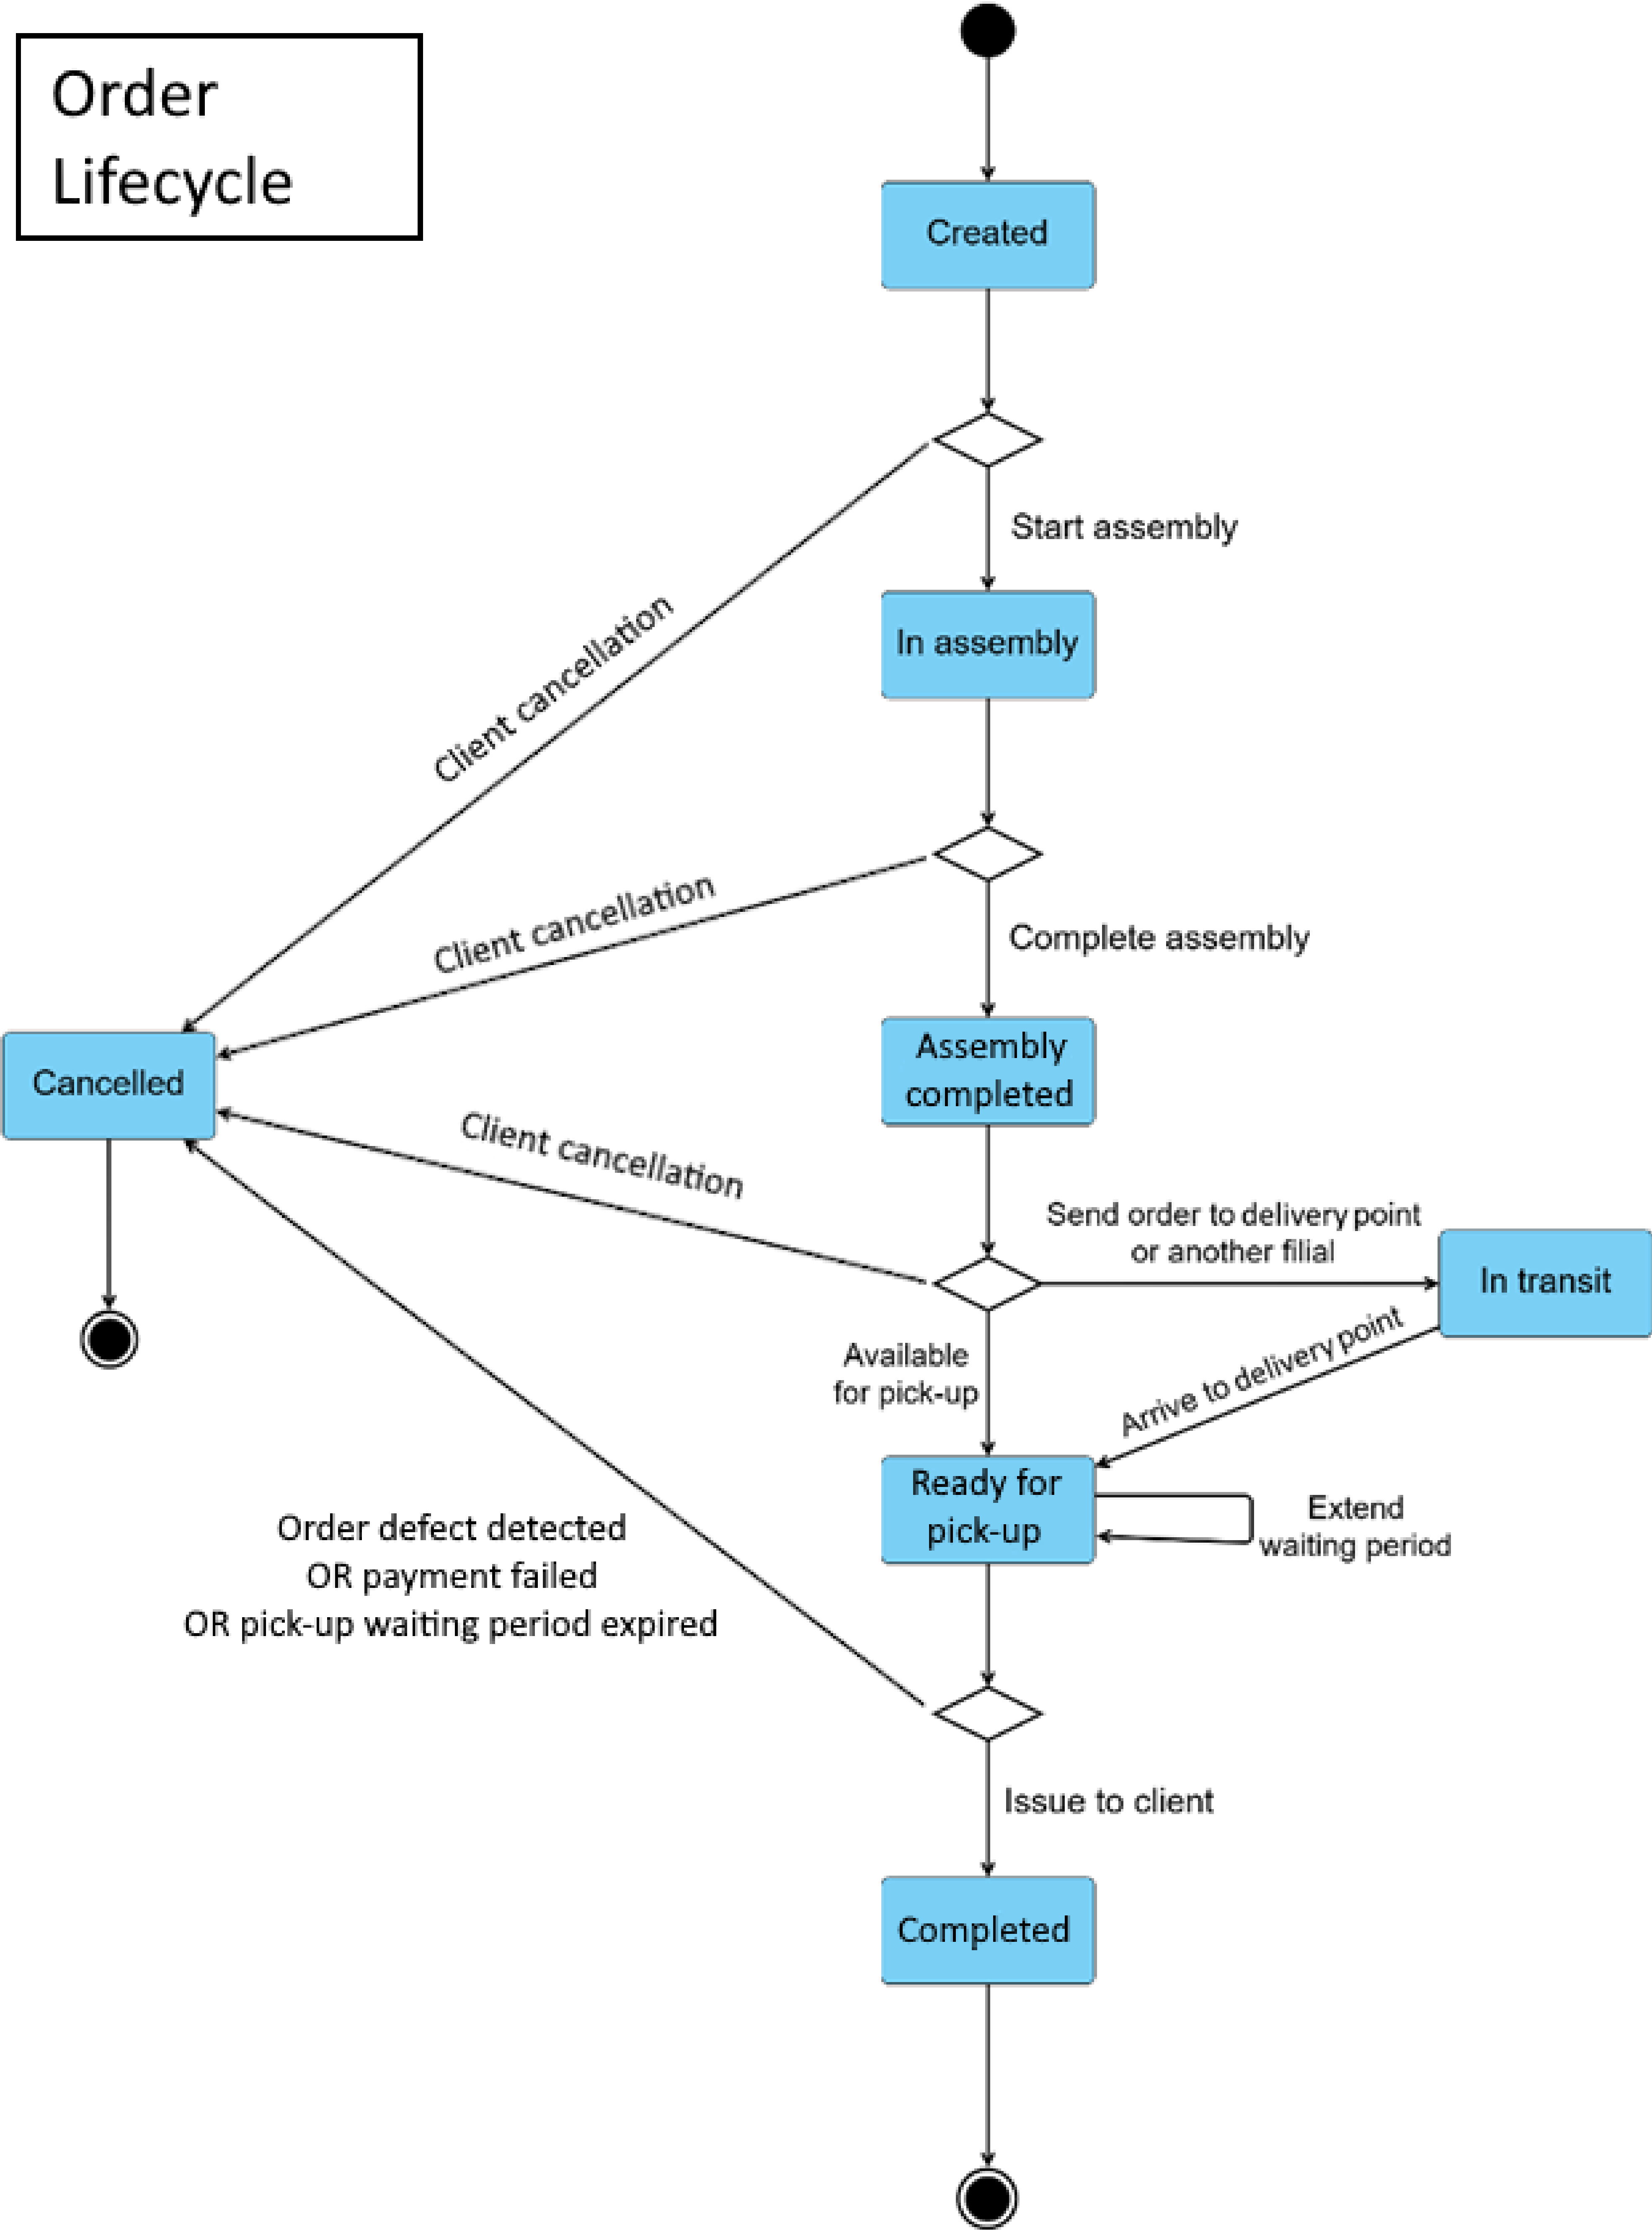 Order
Lifecycle
Created
Start assembly
In assembly
Client cancellation
Client cancellation
Complete assembly
Assembly
completed
Cancelled
Client cancellation
Send order to delivery point
or another filial
In transit
Available
for pick-up
Arrive to delivery point
Ready for
pick-up
Extend
waiting period
Order defect detected
OR payment failed
OR pick-up waiting period expired
Issue to client
Completed